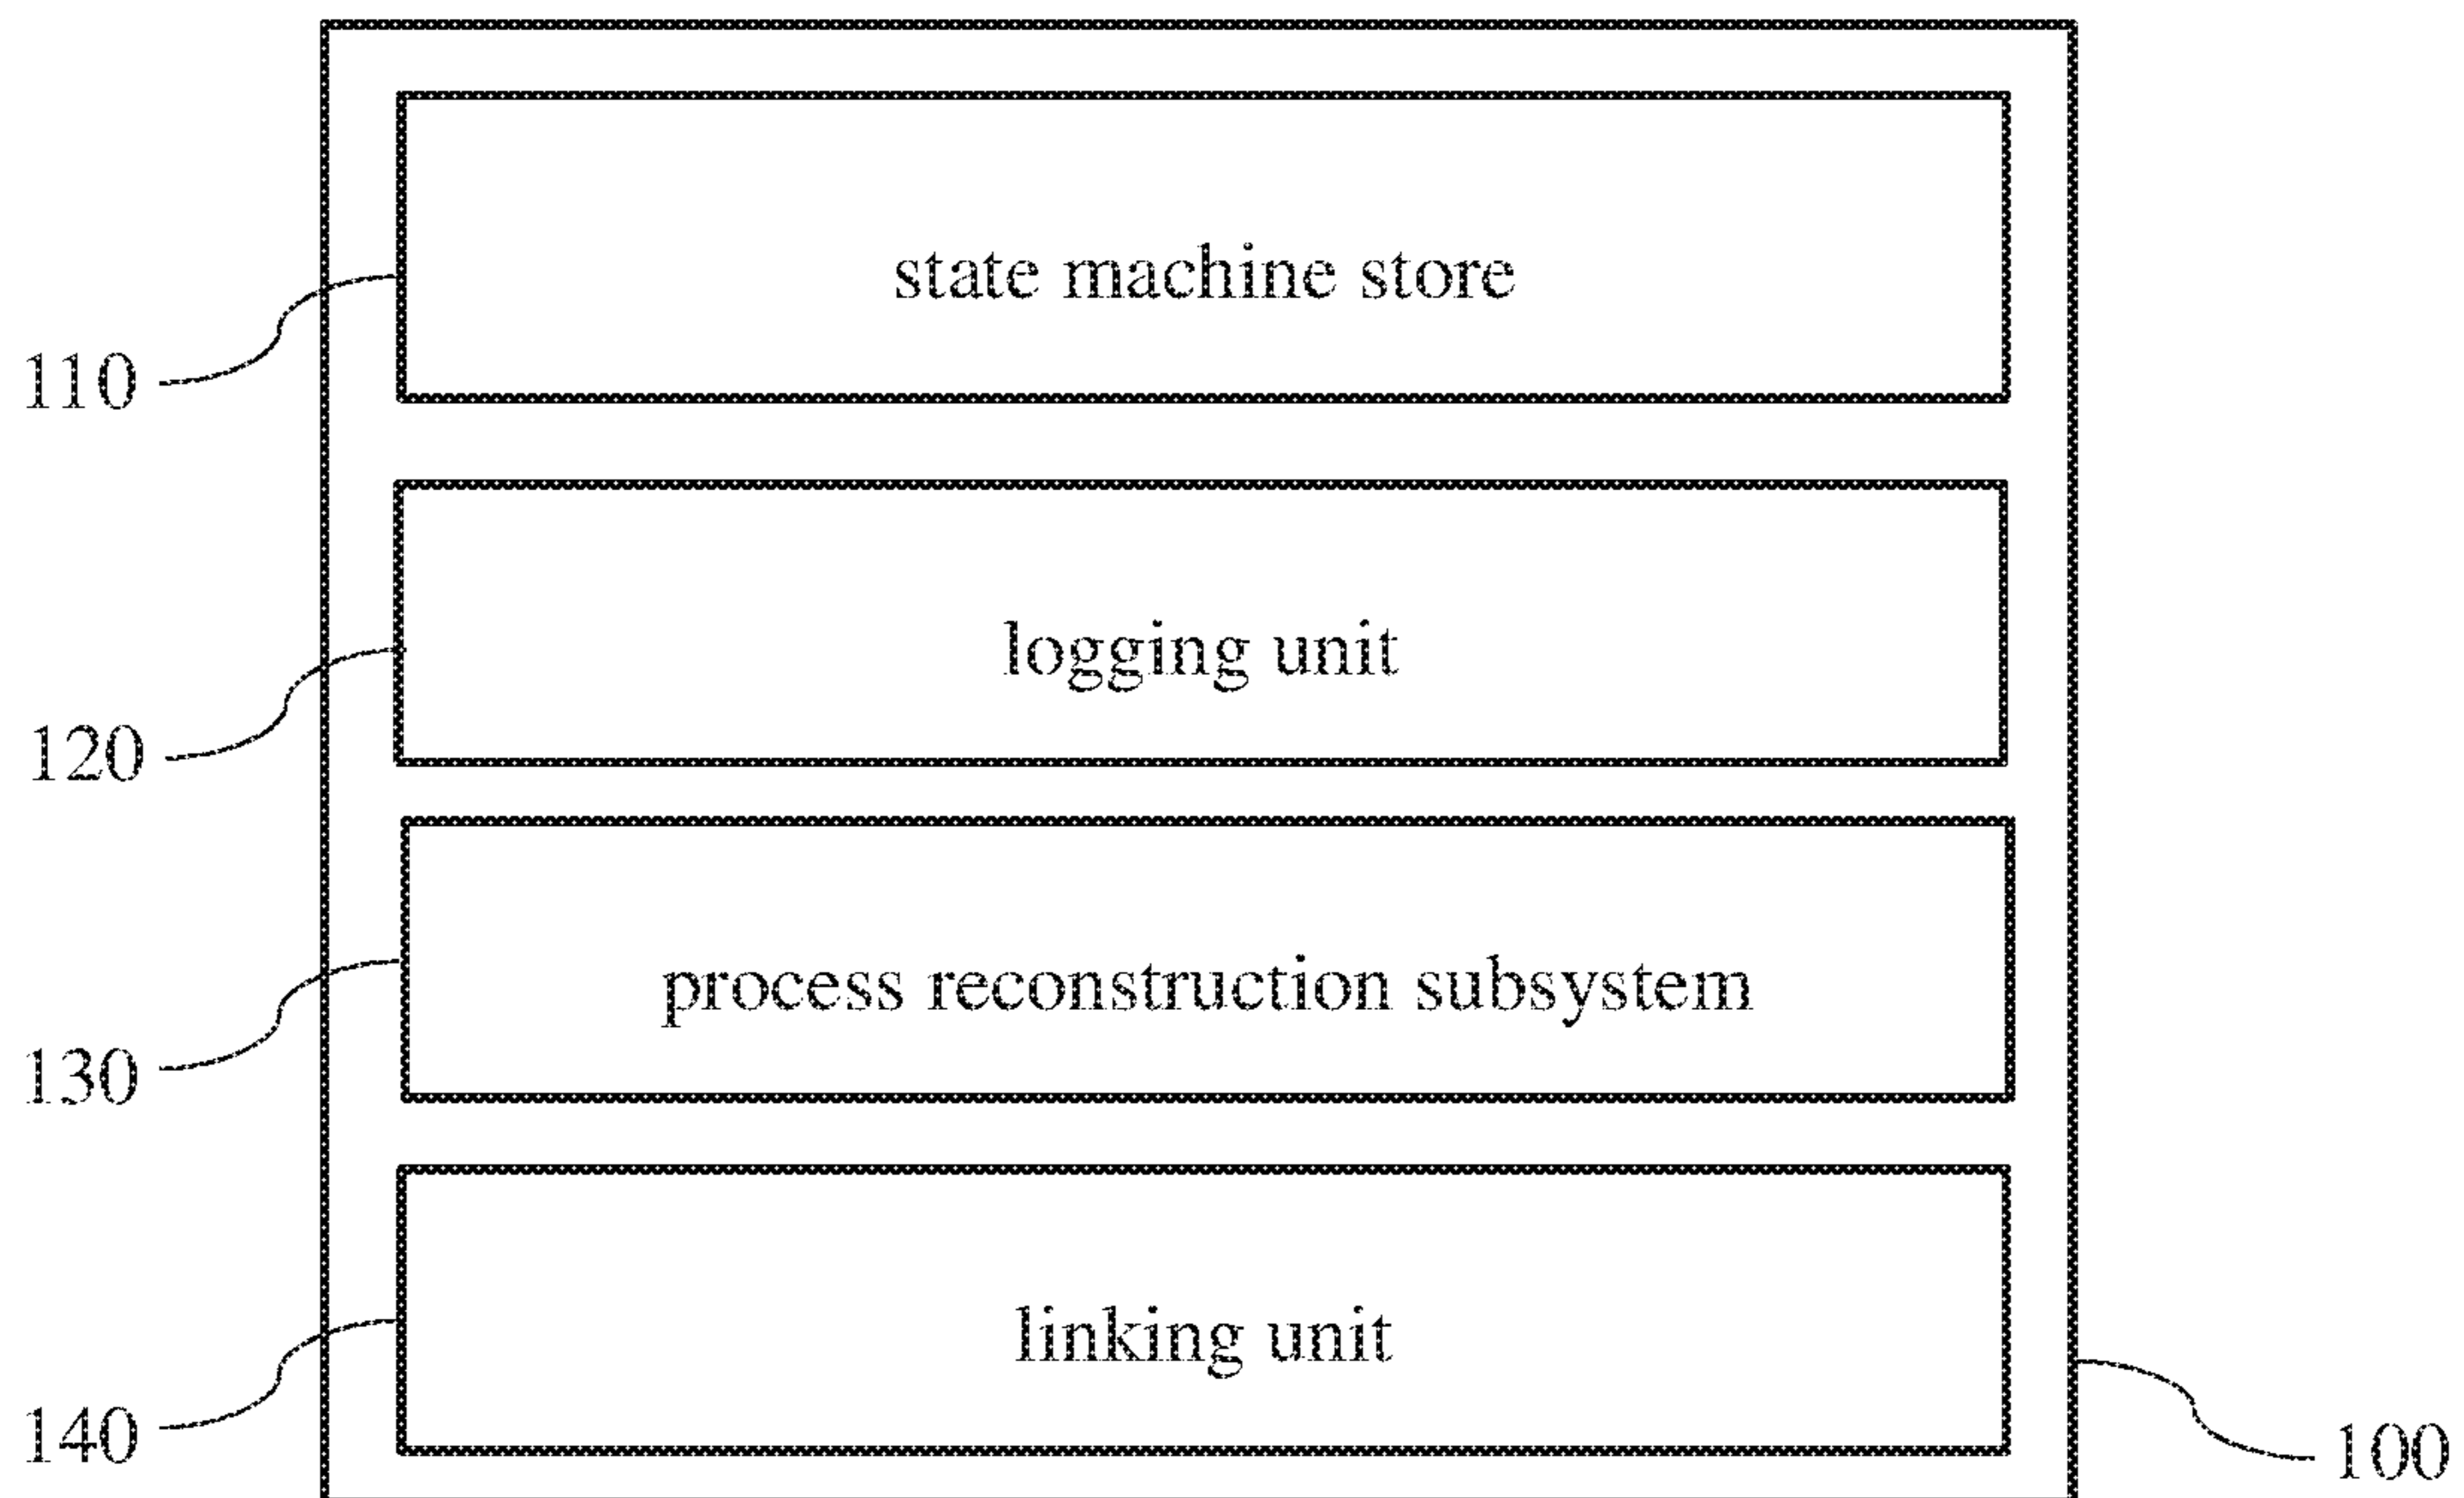 state machine store
110
logging unit
120
process reconstruction subsystem
130
linking unit
140
100